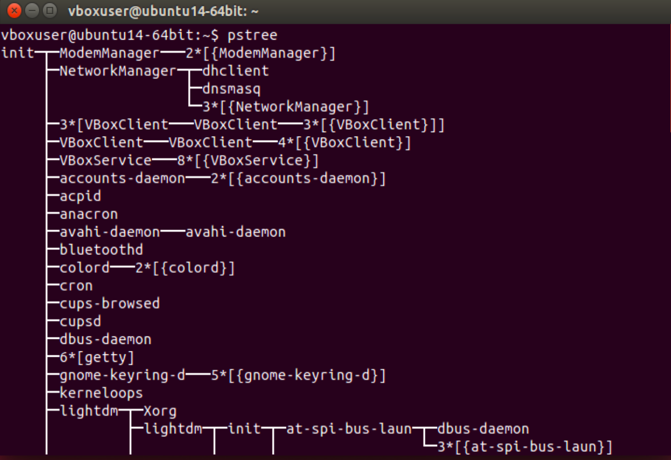 vboxuser@ubuntu14-64bit: ~
vboxuser@ubuntu14-64bit:~$ pstree
init─┬─ModemManager───2*[{ModemManager}]
     ├─NetworkManager─┬─dhclient
     │                ├─dnsmasq
     │                └─3*[{NetworkManager}]
     ├─3*[VBoxClient───VBoxClient───3*[{VBoxClient}]]
     ├─VBoxClient───VBoxClient───4*[{VBoxClient}]
     ├─VBoxService───8*[{VBoxService}]
     ├─accounts-daemon───2*[{accounts-daemon}]
     ├─acpid
     ├─anacron
     ├─avahi-daemon───avahi-daemon
     ├─bluetoothd
     ├─colord───2*[{colord}]
     ├─cron
     ├─cups-browsed
     ├─cupsd
     ├─dbus-daemon
     ├─6*[getty]
     ├─gnome-keyring-d───5*[{gnome-keyring-d}]
     ├─kerneloops
     ├─lightdm─┬─Xorg
     │         ├─lightdm─┬─init─┬─at-spi-bus-laun─┬─dbus-daemon
     │         │         │      │                 └─3*[{at-spi-bus-laun}]